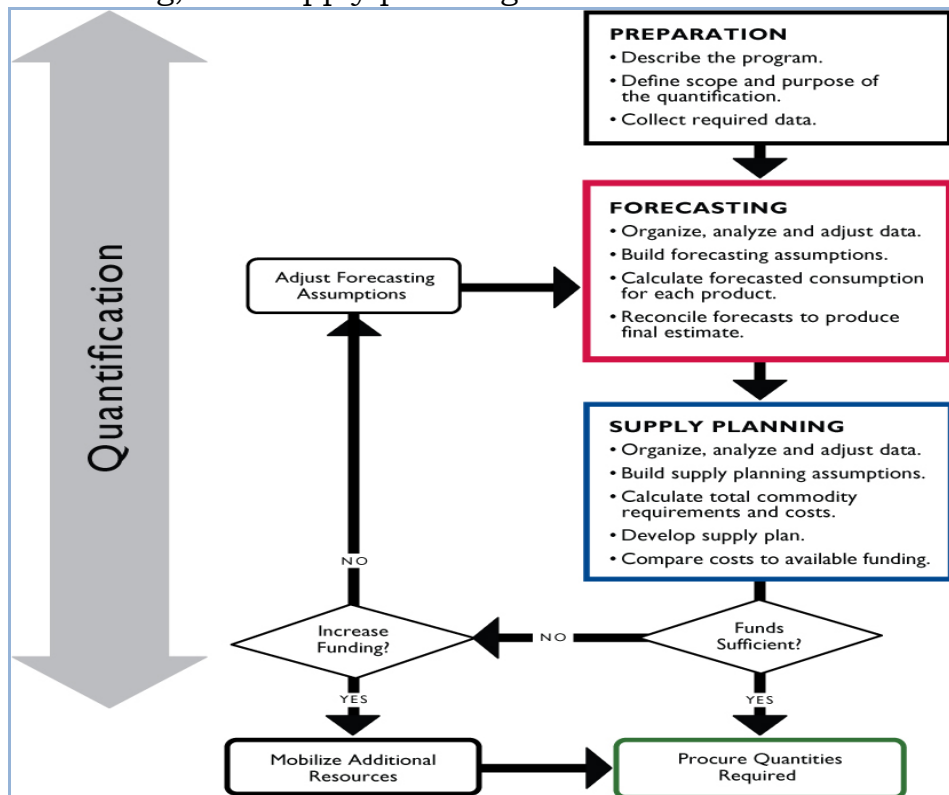 PREPARATION
• Describe the program.
• Define scope and purpose of
the quantification.
• Collect required data.
FORECASTING
• Organize, analyze and adjust data.
• Build forecasting assumptions.
• Calculate forecasted consumption
for each product.
• Reconcile forecasts to produce
final estimate.
Adjust Forecasting
Assumptions
Quantification
SUPPLY PLANNING
• Organize, analyze and adjust data.
• Build supply planning assumptions.
• Calculate total commodity
requirements and costs.
• Develop supply plan.
• Compare costs to available funding.
NO
Increase
Funding?
NO
Funds
Sufficient?
YES
YES
Mobilize Additional
Resources
Procure Quantities
Required